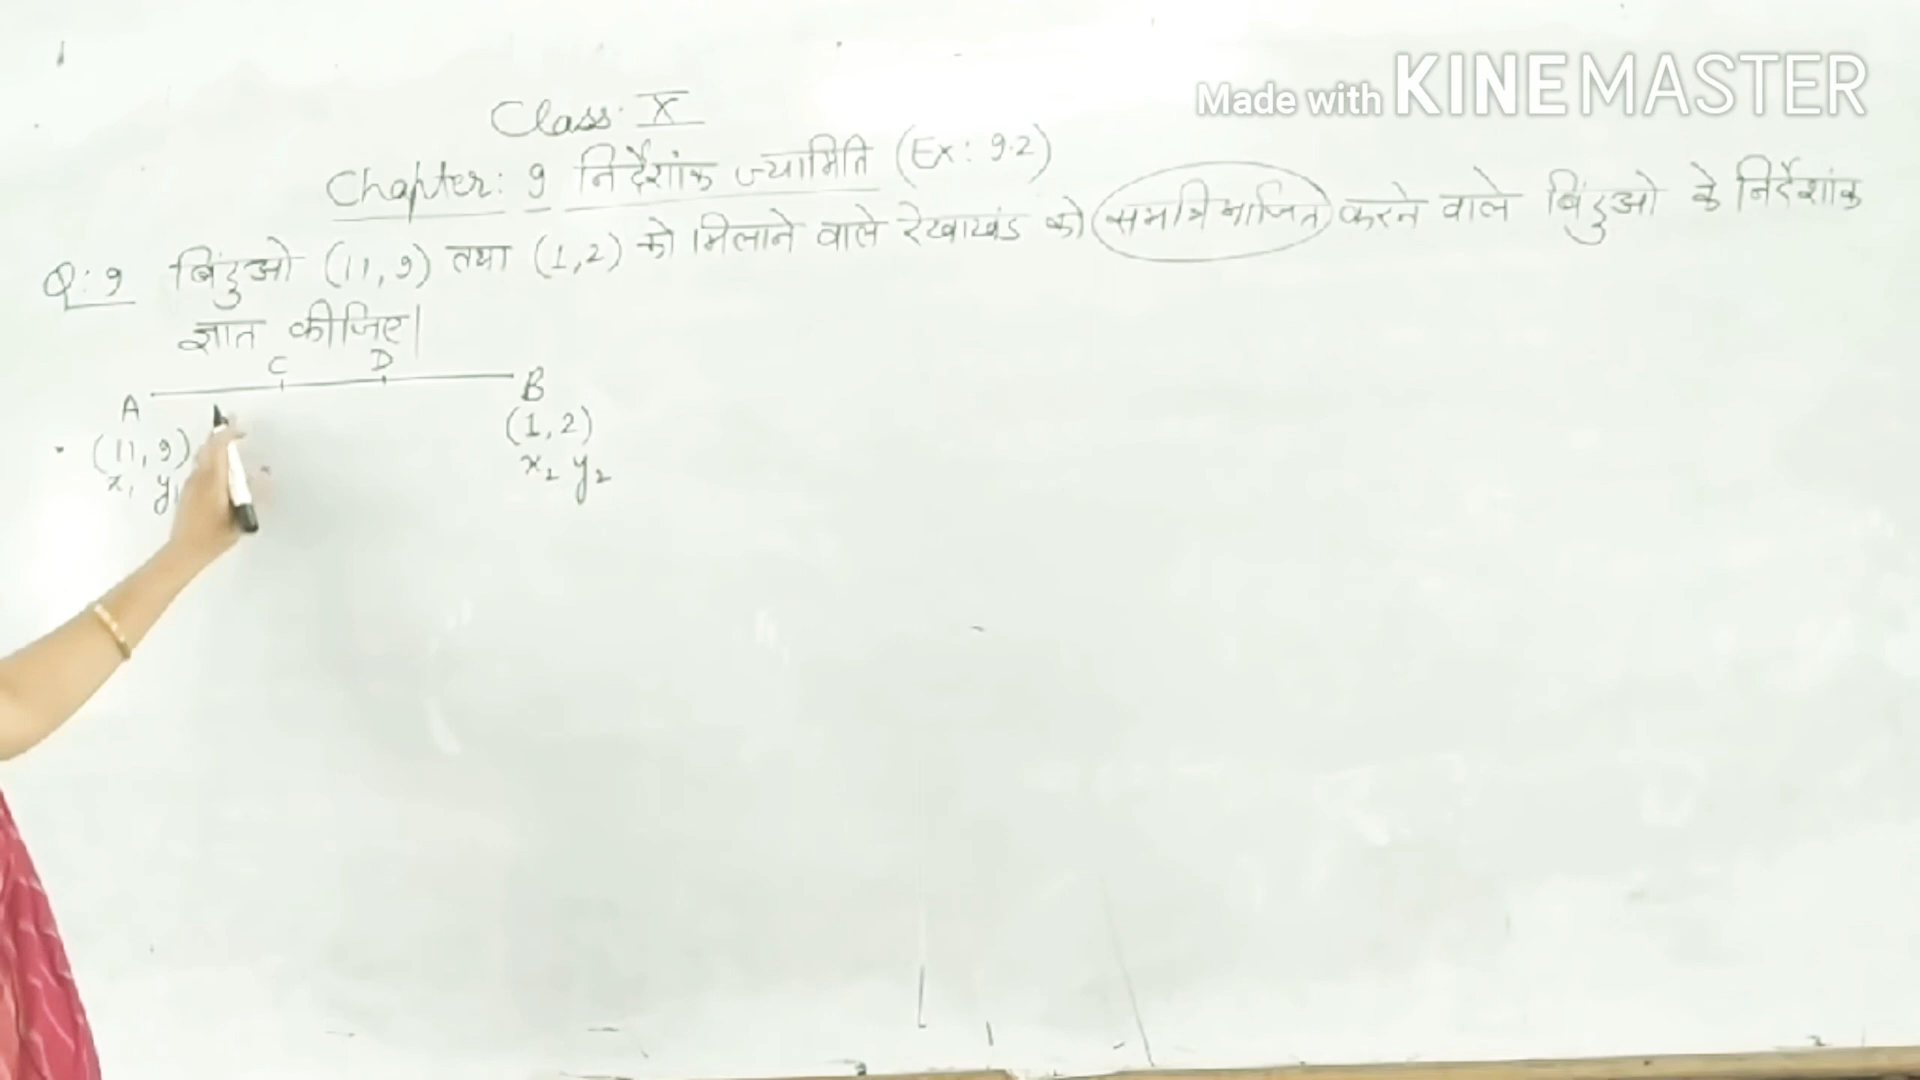 Made with KINEMASTER
Class: X
Chapter: 9 निर्देशांक ज्यामिति (Ex: 9.2)
Q: 9 बिंदुओ (11, 9) तथा (1,2) को मिलाने वाले रेखाखंड को समत्रिभाजित करने वाले बिंदुओ के निर्देशांक
ज्ञात कीजिए|
C D
A B
(11, 9) (1, 2)
x₁ y₁ x₂ y₂